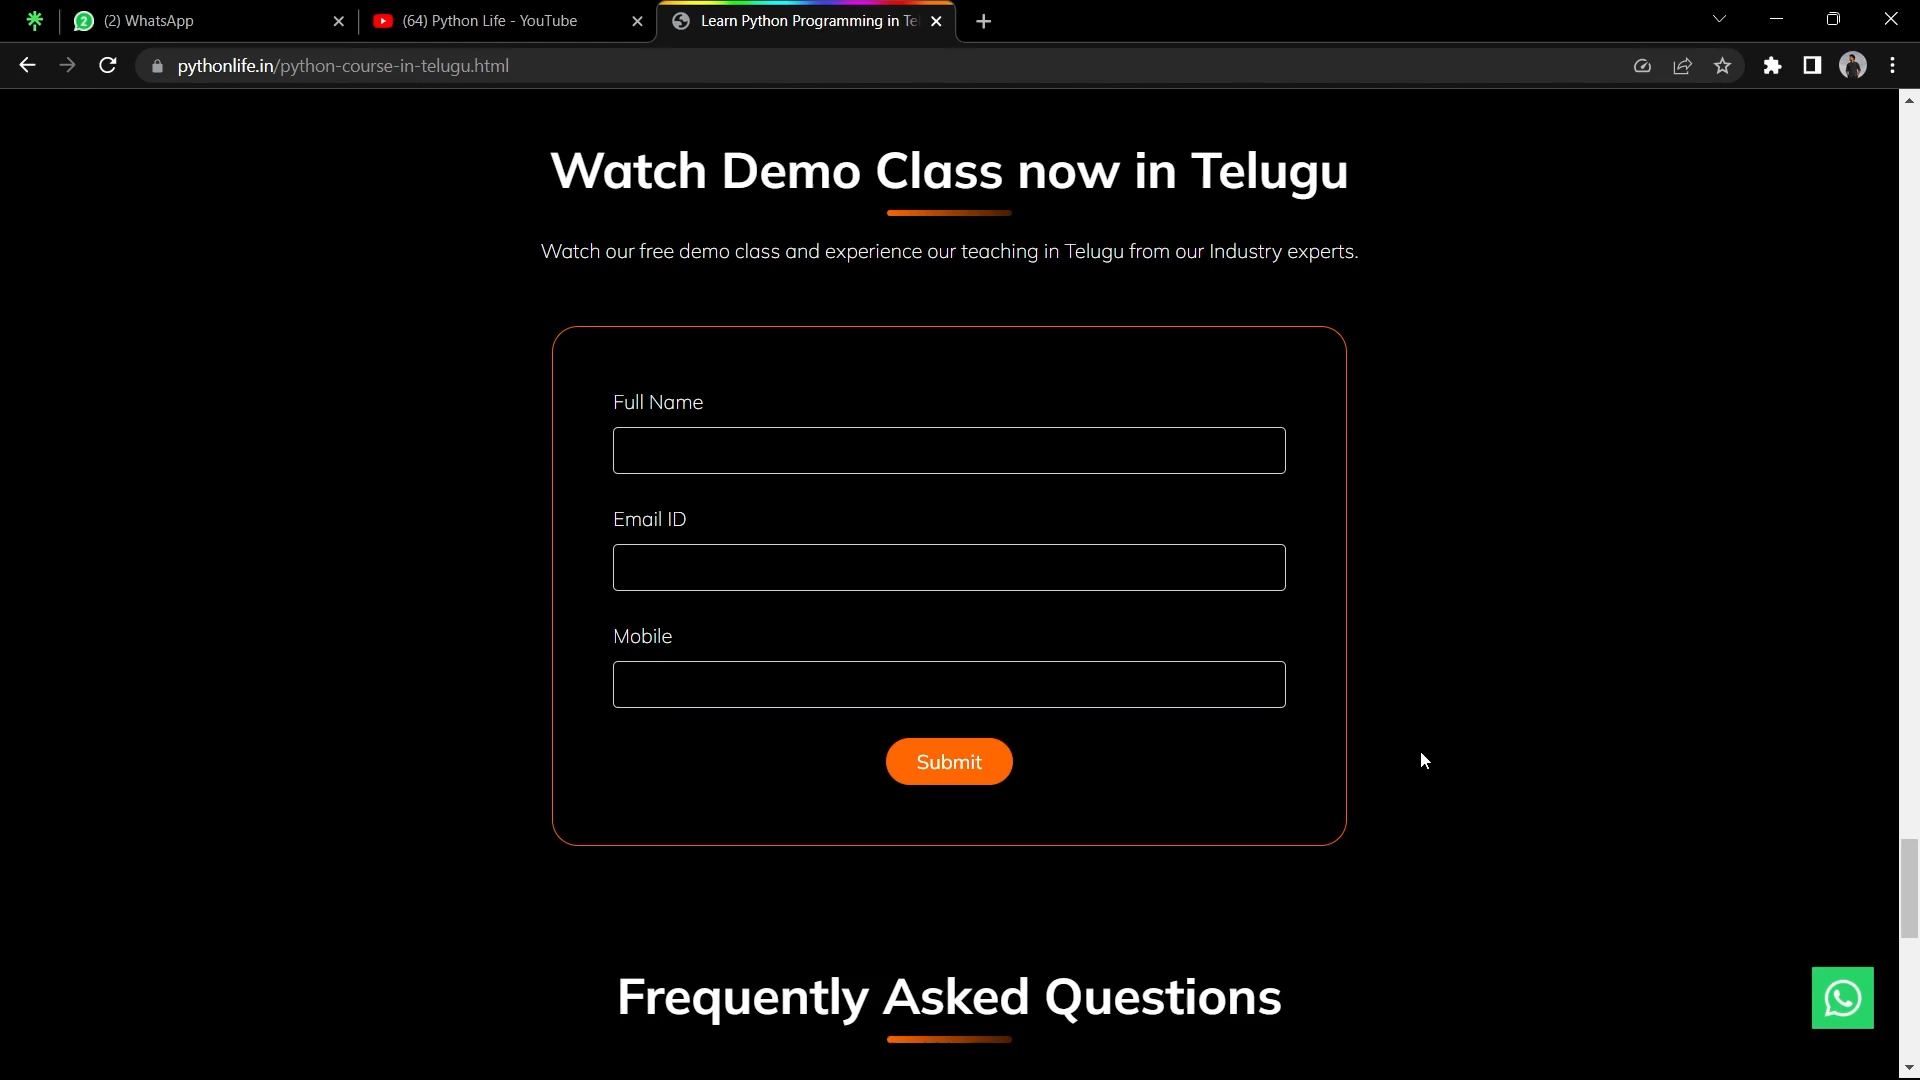 2 (2) WhatsApp
(64) Python Life - YouTube
Learn Python Programming in Te
pythonlife.in/python-course-in-telugu.html
Watch Demo Class now in Telugu
Watch our free demo class and experience our teaching in Telugu from our Industry experts.
Full Name
Email ID
Mobile
Submit
Frequently Asked Questions